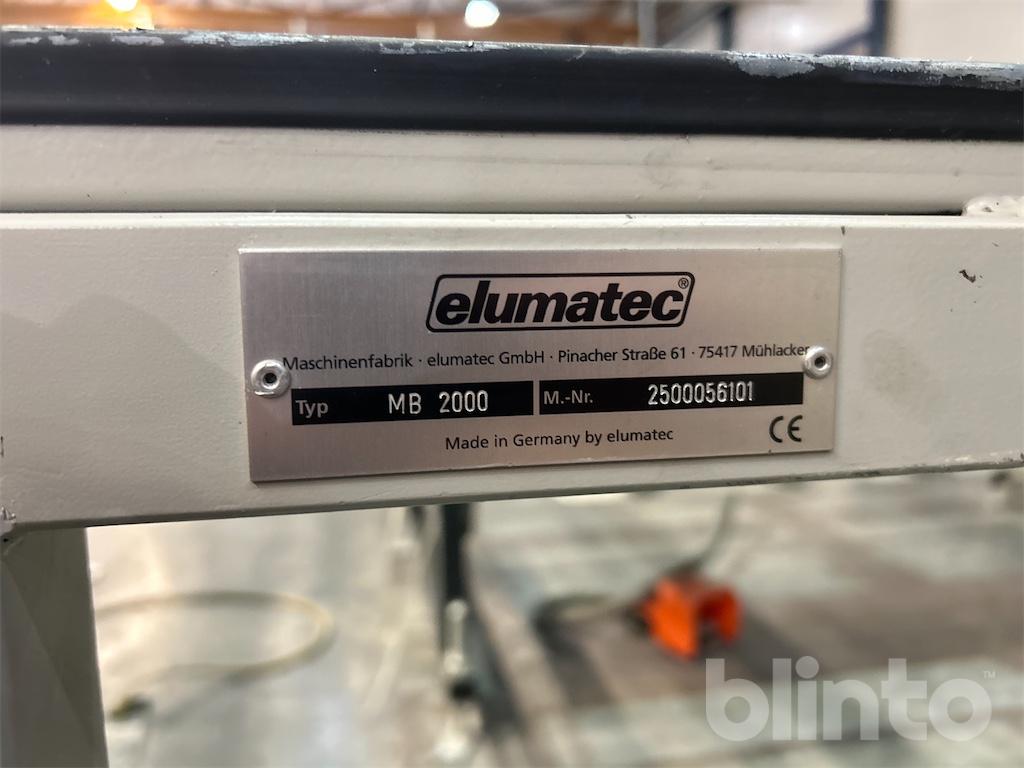 elumatec®
Maschinenfabrik · elumatec GmbH · Pinacher Straße 61 · 75417 Mühlacker
Typ MB 2000 M.-Nr. 2500056101
Made in Germany by elumatec CE
blinto™